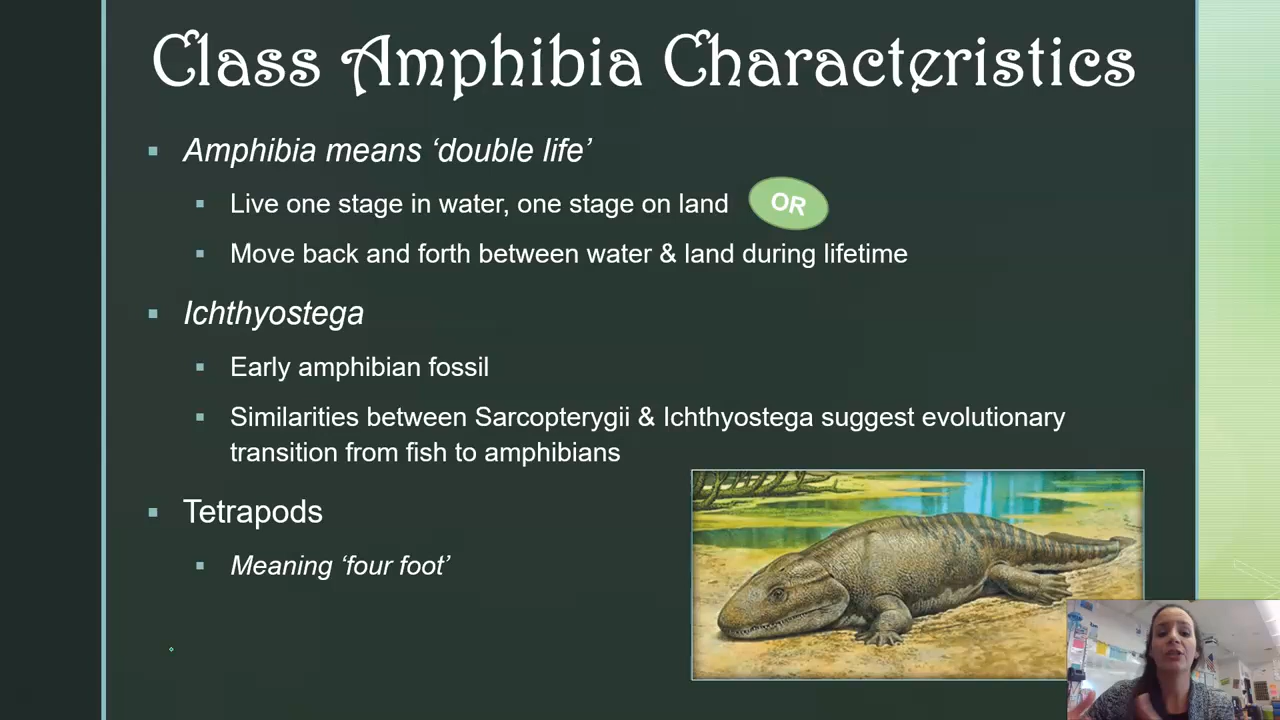 Class Amphibia Characteristics
Amphibia means ‘double life’
Live one stage in water, one stage on land OR
Move back and forth between water & land during lifetime
Ichthyostega
Early amphibian fossil
Similarities between Sarcopterygii & Ichthyostega suggest evolutionary
transition from fish to amphibians
Tetrapods
Meaning ‘four foot’